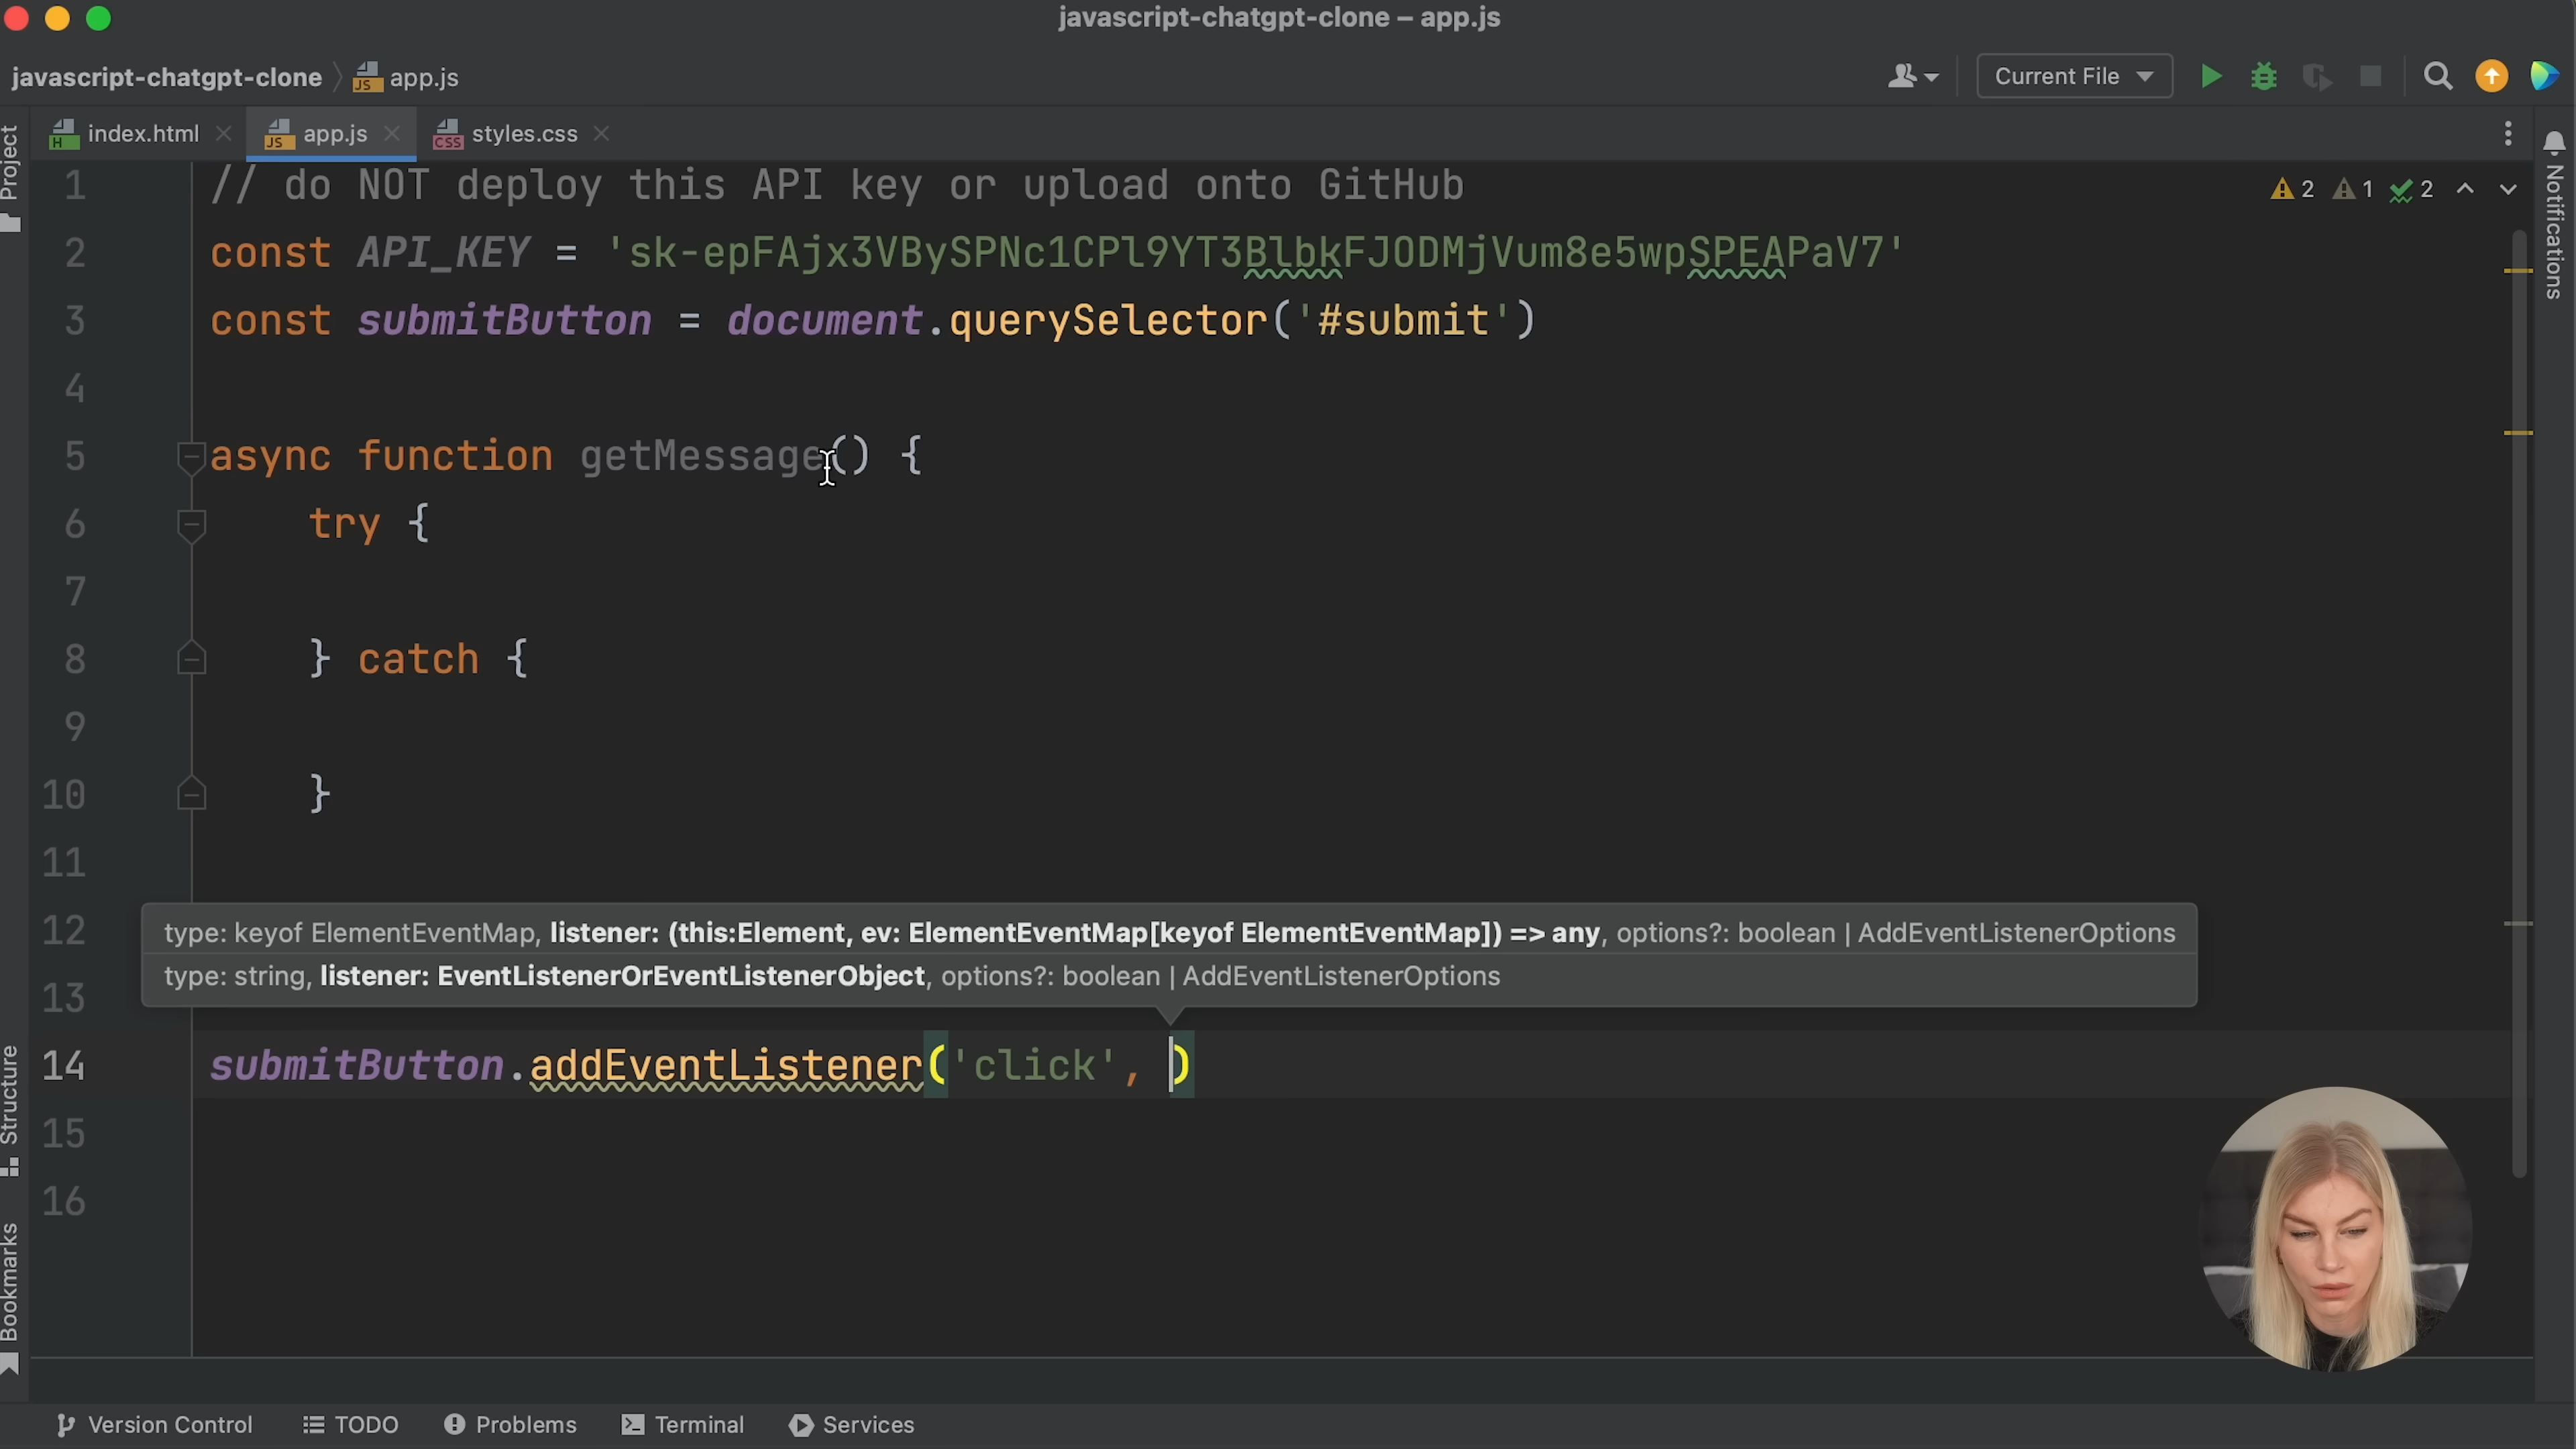 javascript-chatgpt-clone – app.js
javascript-chatgpt-clone
app.js
Current File
index.html
app.js
styles.css
Project
Notifications
2 1 2
1 // do NOT deploy this API key or upload onto GitHub
2 const API_KEY = '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'
3 const submitButton = document.querySelector('#submit')
4
5 async function getMessage() {
6 try {
7
8 } catch {
9
10 }
11
12
type: keyof ElementEventMap, listener: (this:Element, ev: ElementEventMap[keyof ElementEventMap]) => any, options?: boolean | AddEventListenerOptions
type: string, listener: EventListenerOrEventListenerObject, options?: boolean | AddEventListenerOptions
13
14 submitButton.addEventListener('click', )
15
16
Structure
Bookmarks
Version Control
TODO
Problems
Terminal
Services